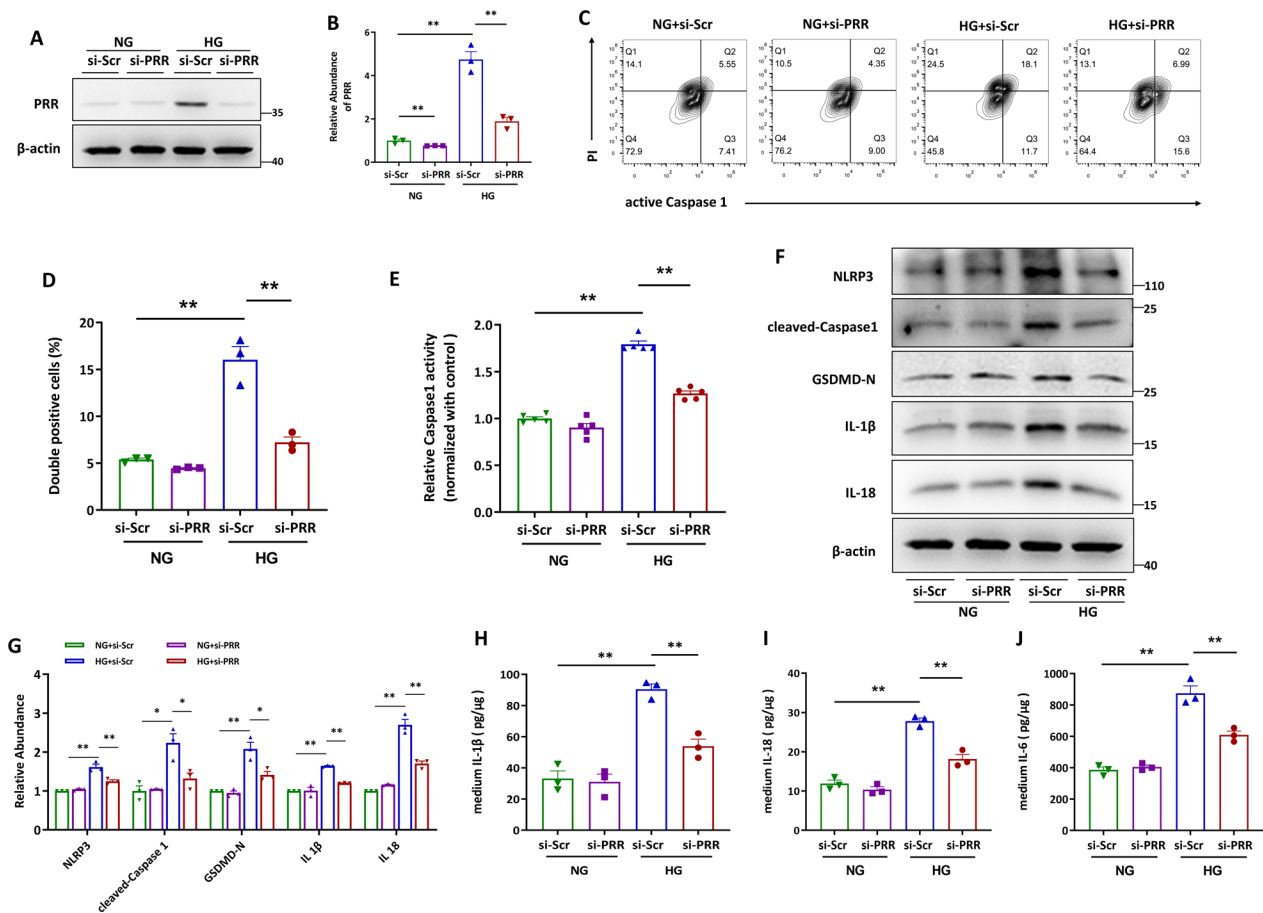 A
NG
HG
si-Scr si-PRR si-Scr si-PRR
PRR
35
β-actin
40
B
Relative Abundance
of PRR
6
4
2
0
**
**
**
si-Scr si-PRR si-Scr si-PRR
NG
HG
C
NG+si-Scr
NG+si-PRR
HG+si-Scr
HG+si-PRR
Q1
14.1
Q2
5.55
Q4
72.9
Q3
7.41
Q1
10.5
Q2
4.35
Q4
76.2
Q3
9.00
Q1
24.5
Q2
18.1
Q4
45.8
Q3
11.7
Q1
13.1
Q2
6.99
Q4
64.4
Q3
15.6
PI
active Caspase 1
D
Double positive cells (%)
20
15
10
5
0
**
**
si-Scr si-PRR si-Scr si-PRR
NG
HG
E
Relative Caspase1 activity
(normalized with control )
2.0
1.5
1.0
0.5
0.0
**
**
si-Scr si-PRR si-Scr si-PRR
NG
HG
F
NLRP3
110
25
cleaved-Caspase1
GSDMD-N
25
IL-1β
15
IL-18
15
β-actin
40
si-Scr si-PRR si-Scr si-PRR
NG
HG
G
NG+si-Scr
NG+si-PRR
HG+si-Scr
HG+si-PRR
Relative Abundance
4
3
2
1
0
** **
* *
** *
** **
** **
NLRP3
cleaved-Caspase 1
GSDMD-N
IL 1β
IL 18
H
medium IL-1β ( pg/μg )
100
80
60
40
20
0
**
**
si-Scr si-PRR si-Scr si-PRR
NG
HG
I
medium IL-18 ( pg/μg )
40
30
20
10
0
**
**
si-Scr si-PRR si-Scr si-PRR
NG
HG
J
medium IL-6 ( pg/μg )
1000
800
600
400
200
0
**
**
si-Scr si-PRR si-Scr si-PRR
NG
HG